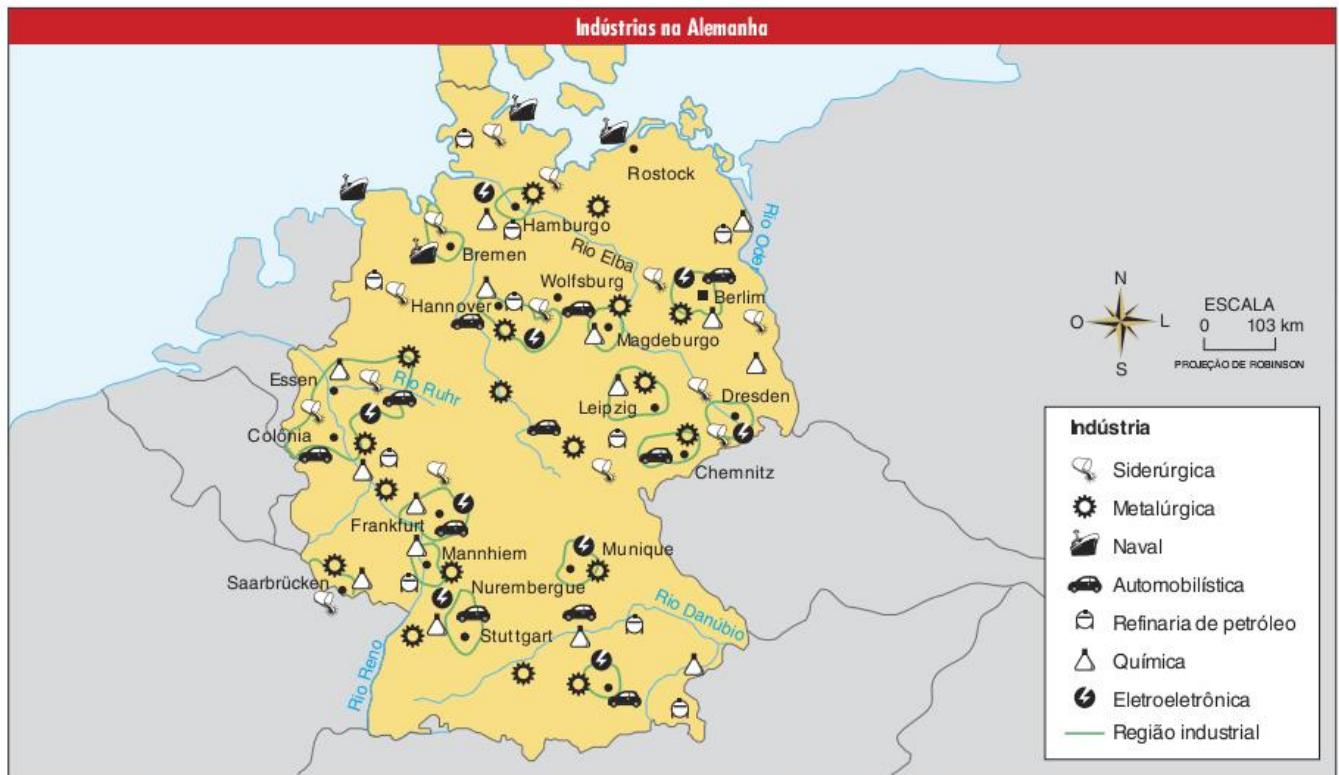 Indústrias na Alemanha
Rostock
Hamburgo
Rio Oder
Bremen
Rio Elba
Wolfsburg
Hannover
Berlim
Magdeburgo
Essen
Rio Ruhr
Leipzig
Dresden
Colônia
Chemnitz
Frankfurt
Mannhiem
Munique
Saarbrücken
Nurembergue
Rio Danúbio
Stuttgart
Rio Reno
N
O
L
S
ESCALA
0 103 km
PROJEÇÃO DE ROBINSON
Indústria
Siderúrgica
Metalúrgica
Naval
Automobilística
Refinaria de petróleo
Química
Eletroeletrônica
Região industrial